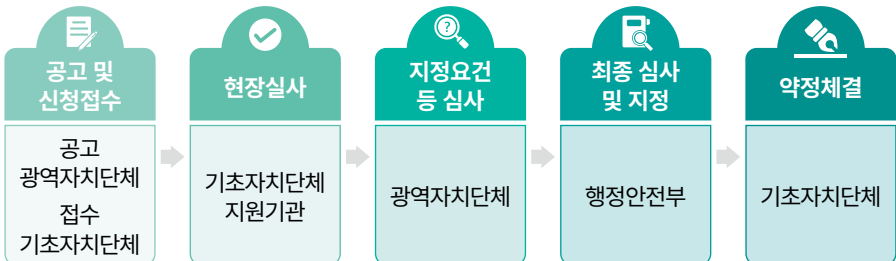 공고 및
신청접수
공고
광역자치단체
접수
기초자치단체
현장실사
기초자치단체
지원기관
지정요건
등 심사
광역자치단체
최종 심사
및 지정
행정안전부
약정체결
기초자치단체